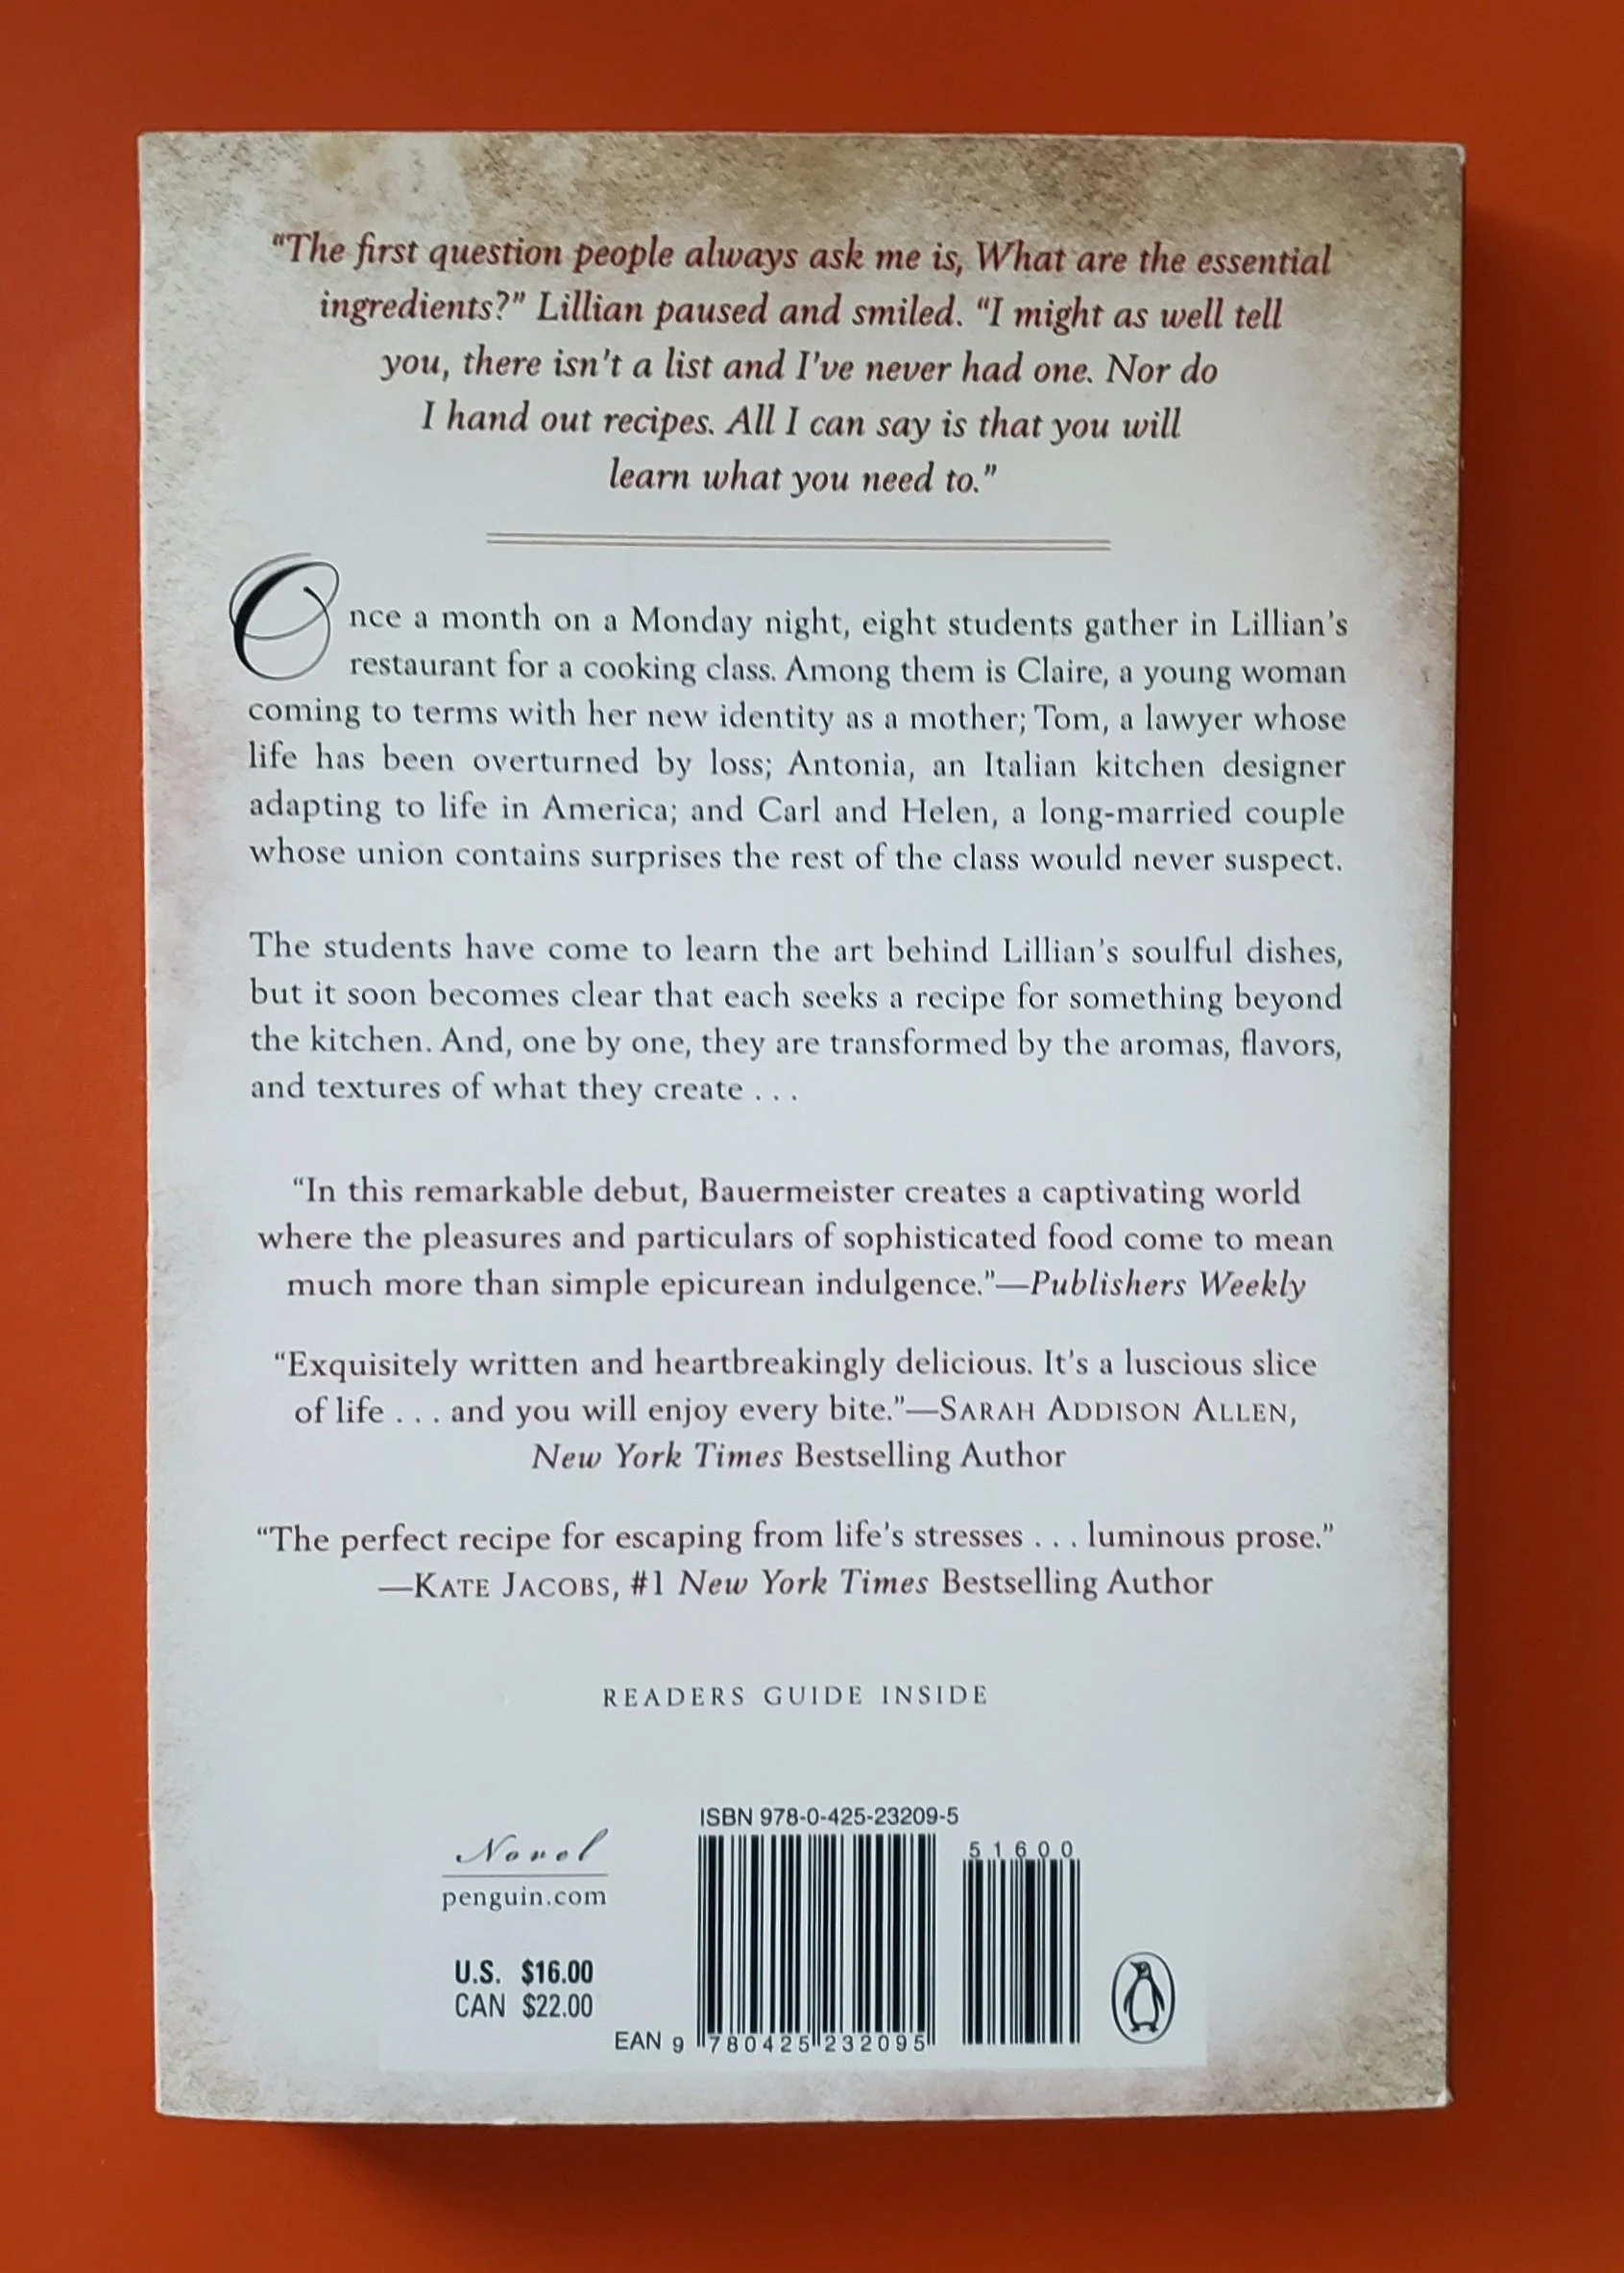 “The first question people always ask me is, What are the essential
ingredients?” Lillian paused and smiled. “I might as well tell
you, there isn't a list and I've never had one. Nor do
I hand out recipes. All I can say is that you will
learn what you need to.”
Once a month on a Monday night, eight students gather in Lillian's
restaurant for a cooking class. Among them is Claire, a young woman
coming to terms with her new identity as a mother; Tom, a lawyer whose
life has been overturned by loss; Antonia, an Italian kitchen designer
adapting to life in America; and Carl and Helen, a long-married couple
whose union contains surprises the rest of the class would never suspect.
The students have come to learn the art behind Lillian's soulful dishes,
but it soon becomes clear that each seeks a recipe for something beyond
the kitchen. And, one by one, they are transformed by the aromas, flavors,
and textures of what they create . . .
“In this remarkable debut, Bauermeister creates a captivating world
where the pleasures and particulars of sophisticated food come to mean
much more than simple epicurean indulgence.”—Publishers Weekly
“Exquisitely written and heartbreakingly delicious. It's a luscious slice
of life . . . and you will enjoy every bite.”—SARAH ADDISON ALLEN,
New York Times Bestselling Author
“The perfect recipe for escaping from life's stresses . . . luminous prose.”
—KATE JACOBS, #1 New York Times Bestselling Author
READERS GUIDE INSIDE
Novel
penguin.com
U.S. $16.00
CAN $22.00
ISBN 978-0-425-23209-5
51600
EAN 9 780425 232095